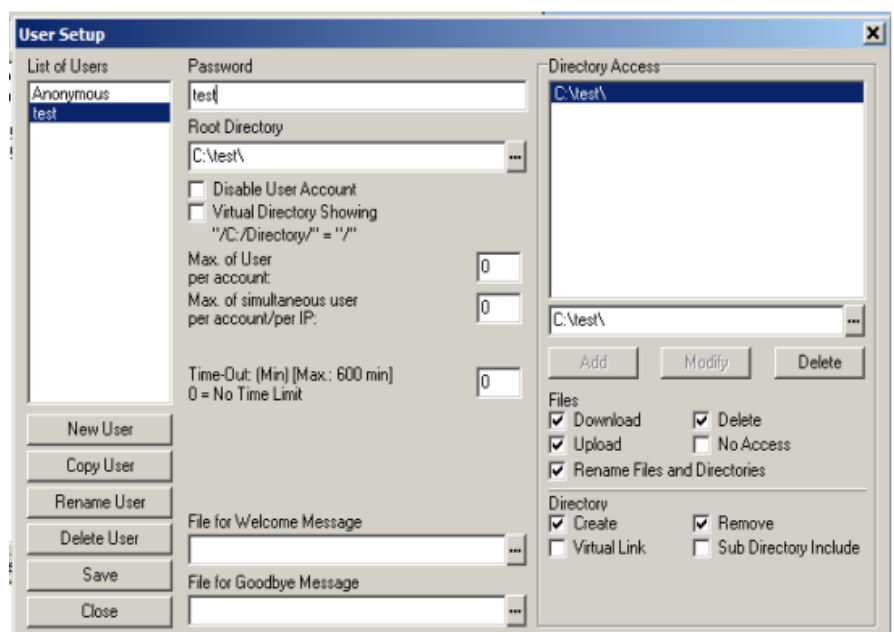 User Setup
List of Users
Anonymous
test
New User
Copy User
Rename User
Delete User
Save
Close
Password
test
Root Directory
C:\test\
...
Disable User Account
Virtual Directory Showing
"/C:/Directory/" = "/"
Max. of User
per account:
0
Max. of simultaneous user
per account/per IP:
0
Time-Out: (Min) [Max.: 600 min]
0 = No Time Limit
0
File for Welcome Message
...
File for Goodbye Message
...
Directory Access
C:\test\
C:\test\
...
Add Modify Delete
Files
Download Delete
Upload No Access
Rename Files and Directories
Directory
Create Remove
Virtual Link Sub Directory Include